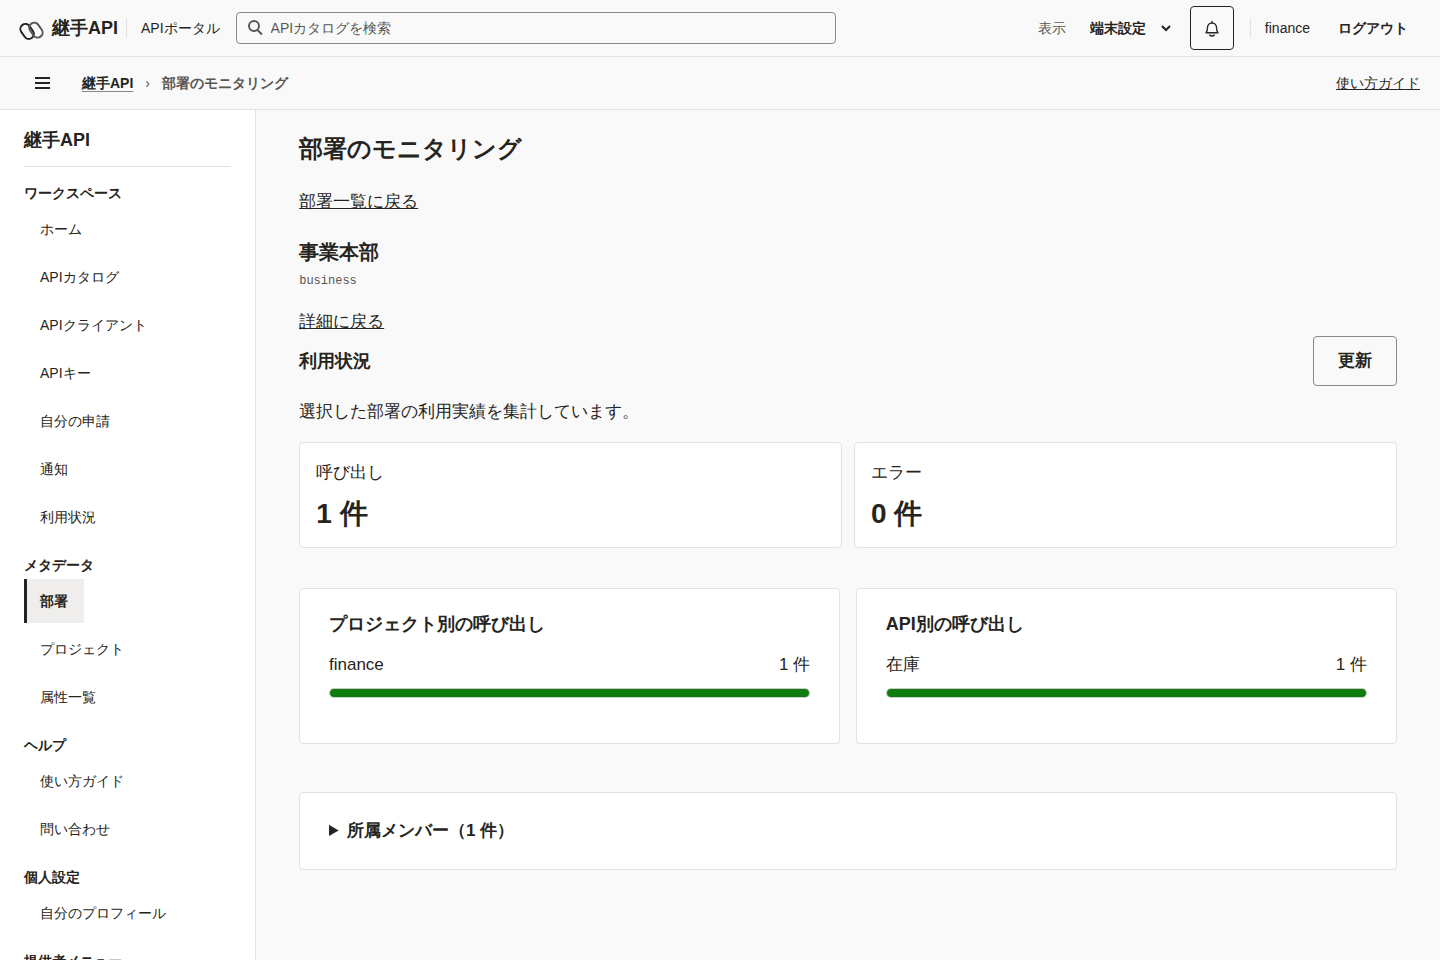 継手API
APIポータル
APIカタログを検索
表示
端末設定
finance
ログアウト
継手API › 部署のモニタリング
使い方ガイド
継手API
ワークスペース
ホーム
APIカタログ
APIクライアント
APIキー
自分の申請
通知
利用状況
メタデータ
部署
プロジェクト
属性一覧
ヘルプ
使い方ガイド
問い合わせ
個人設定
自分のプロフィール
提供者メニュー
部署のモニタリング
部署一覧に戻る
事業本部
business
詳細に戻る
利用状況
更新
選択した部署の利用実績を集計しています。
呼び出し
1 件
エラー
0 件
プロジェクト別の呼び出し
finance 1 件
API別の呼び出し
在庫 1 件
所属メンバー（1 件）